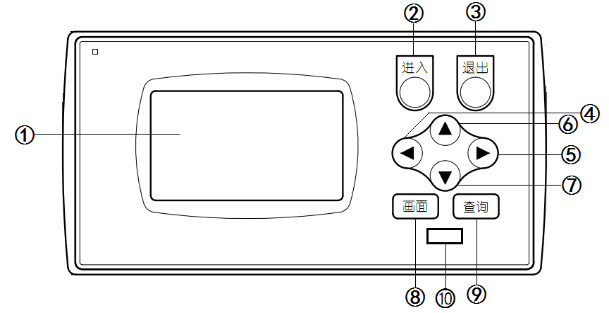 ② ③
进入 退出
④
①
⑥
⑤
⑦
画面 查询
⑧ ⑩ ⑨